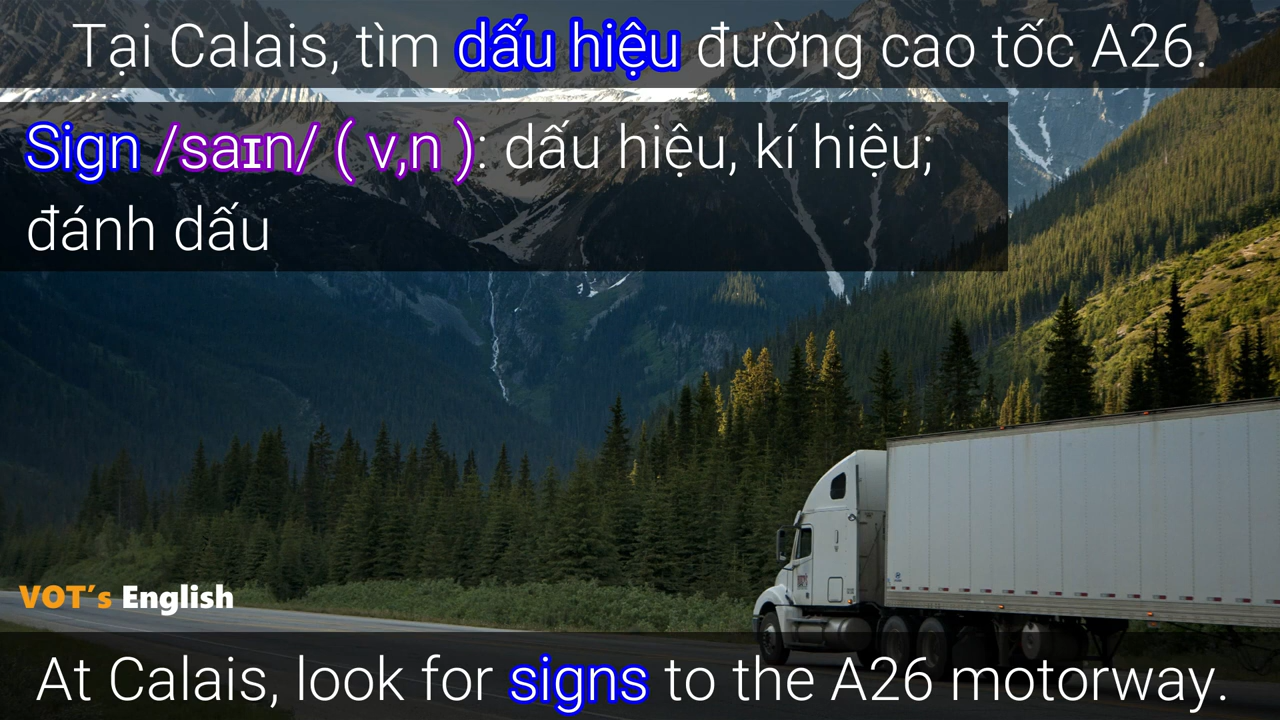 Tại Calais, tìm dấu hiệu đường cao tốc A26.
Sign /saɪn/ ( v,n ): dấu hiệu, kí hiệu;
đánh dấu
VOT's English
At Calais, look for signs to the A26 motorway.